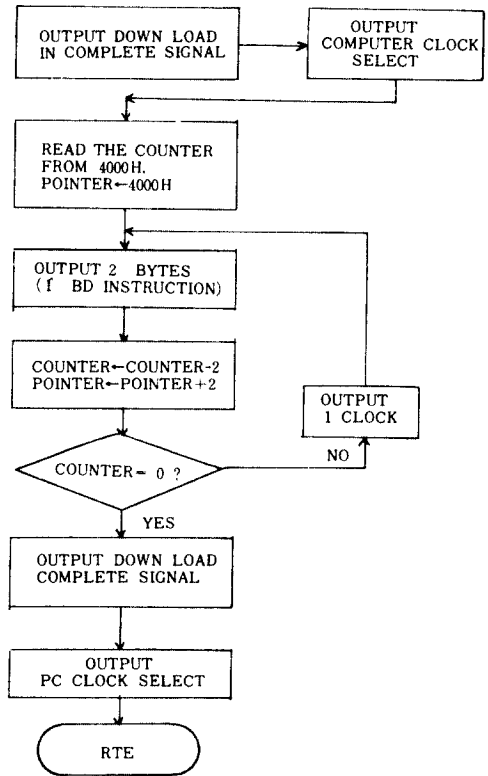 OUTPUT DOWN LOAD
IN COMPLETE SIGNAL
OUTPUT
COMPUTER CLOCK
SELECT
READ THE COUNTER
FROM 4000H.
POINTER←4000H
OUTPUT 2 BYTES
(1 BD INSTRUCTION)
COUNTER←COUNTER-2
POINTER←POINTER+2
OUTPUT
1 CLOCK
COUNTER= 0 ?
NO
YES
OUTPUT DOWN LOAD
COMPLETE SIGNAL
OUTPUT
PC CLOCK SELECT
RTE